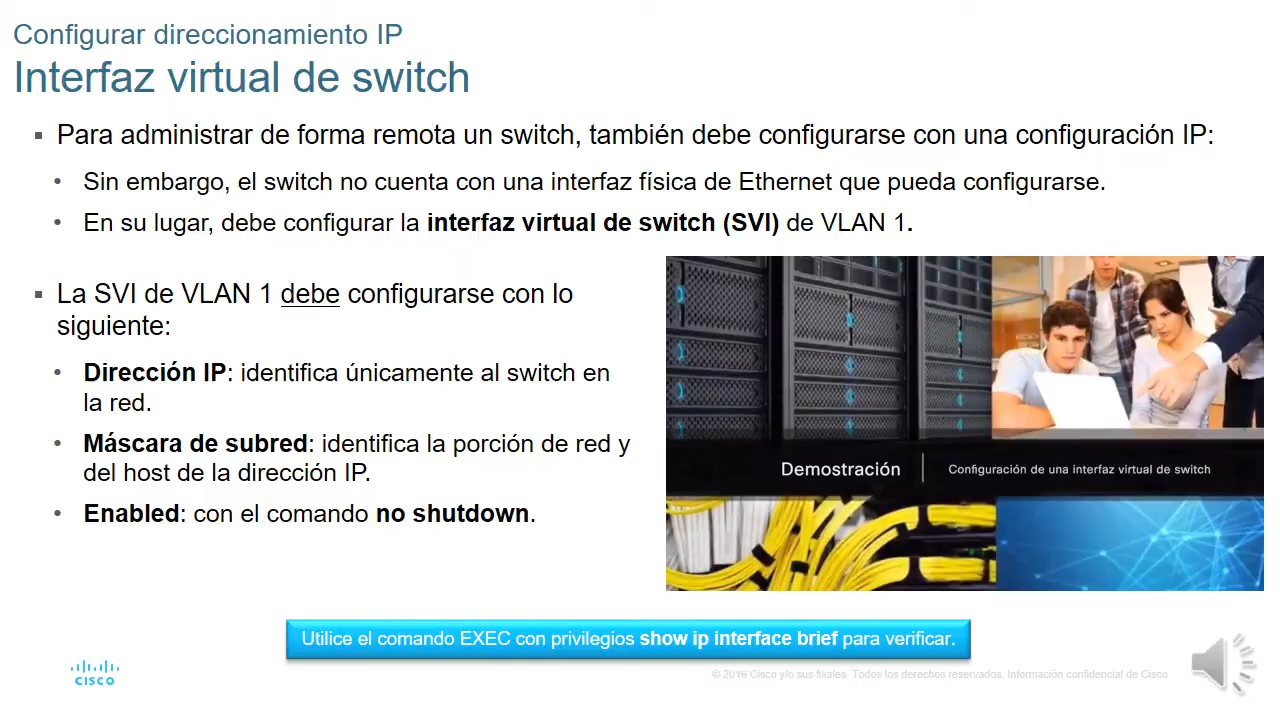 Configurar direccionamiento IP
Interfaz virtual de switch
▪ Para administrar de forma remota un switch, también debe configurarse con una configuración IP:
• Sin embargo, el switch no cuenta con una interfaz física de Ethernet que pueda configurarse.
• En su lugar, debe configurar la interfaz virtual de switch (SVI) de VLAN 1.
▪ La SVI de VLAN 1 debe configurarse con lo
siguiente:
• Dirección IP: identifica únicamente al switch en
la red.
• Máscara de subred: identifica la porción de red y
del host de la dirección IP.
• Enabled: con el comando no shutdown.
Demostración
Configuración de una interfaz virtual de switch
Utilice el comando EXEC con privilegios show ip interface brief para verificar.
CISCO
© 2016 Cisco y/o sus filiales. Todos los derechos reservados. Información confidencial de Cisco